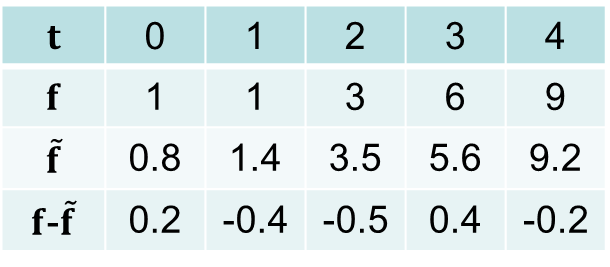 t 0 1 2 3 4
f 1 1 3 6 9
f̃ 0.8 1.4 3.5 5.6 9.2
f-f̃ 0.2 -0.4 -0.5 0.4 -0.2